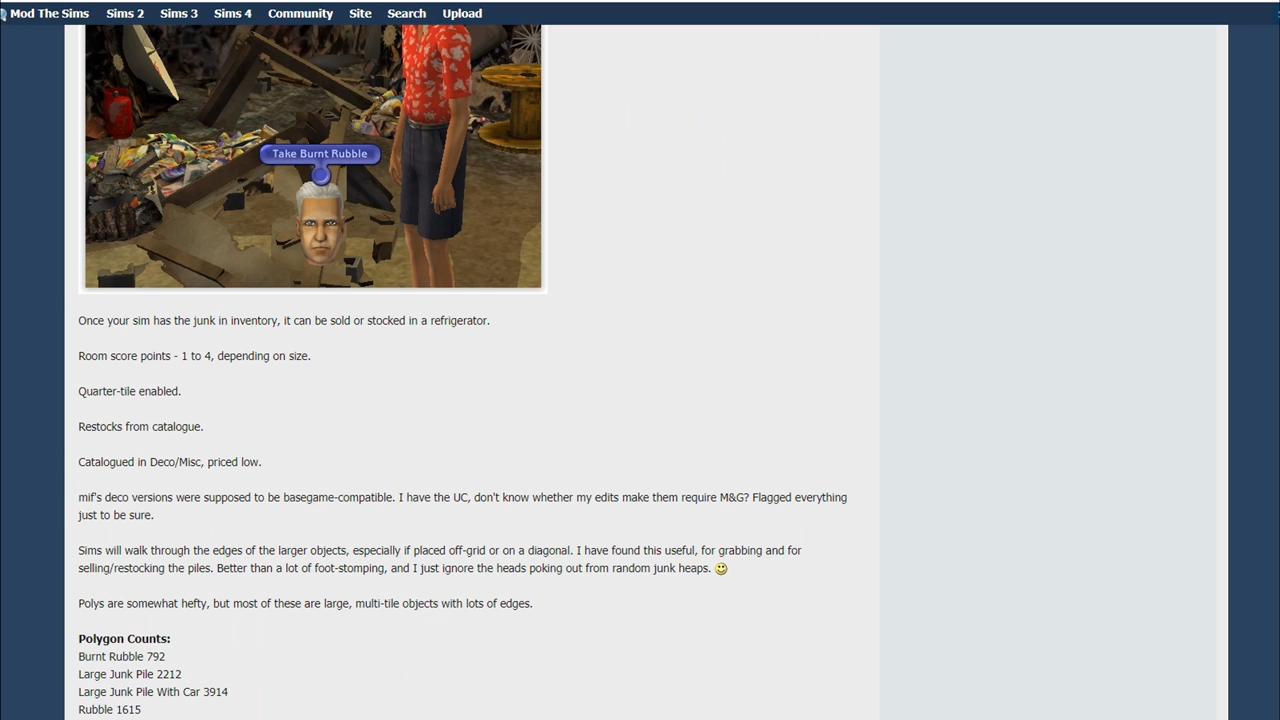 Mod The Sims Sims 2 Sims 3 Sims 4 Community Site Search Upload
Take Burnt Rubble
Once your sim has the junk in inventory, it can be sold or stocked in a refrigerator.
Room score points - 1 to 4, depending on size.
Quarter-tile enabled.
Restocks from catalogue.
Catalogued in Deco/Misc, priced low.
mif's deco versions were supposed to be basegame-compatible. I have the UC, don't know whether my edits make them require M&G? Flagged everything
just to be sure.
Sims will walk through the edges of the larger objects, especially if placed off-grid or on a diagonal. I have found this useful, for grabbing and for
selling/restocking the piles. Better than a lot of foot-stomping, and I just ignore the heads poking out from random junk heaps.
Polys are somewhat hefty, but most of these are large, multi-tile objects with lots of edges.
Polygon Counts:
Burnt Rubble 792
Large Junk Pile 2212
Large Junk Pile With Car 3914
Rubble 1615